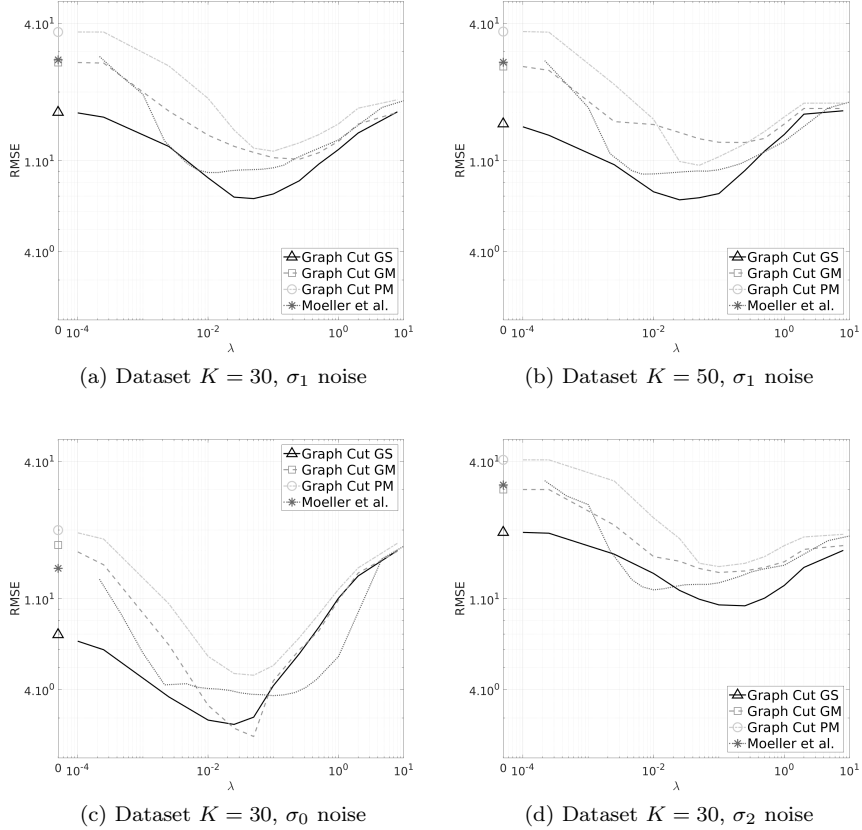 4.10¹
1.10¹
4.10⁰
RMSE
Graph Cut GS
Graph Cut GM
Graph Cut PM
Moeller et al.
0 10⁻⁴ 10⁻² 10⁰ 10¹
λ
(a) Dataset K = 30, σ₁ noise
4.10¹
1.10¹
4.10⁰
RMSE
Graph Cut GS
Graph Cut GM
Graph Cut PM
Moeller et al.
0 10⁻⁴ 10⁻² 10⁰ 10¹
λ
(b) Dataset K = 50, σ₁ noise
4.10¹
1.10¹
4.10⁰
RMSE
Graph Cut GS
Graph Cut GM
Graph Cut PM
Moeller et al.
0 10⁻⁴ 10⁻² 10⁰ 10¹
λ
(c) Dataset K = 30, σ₀ noise
4.10¹
1.10¹
4.10⁰
RMSE
Graph Cut GS
Graph Cut GM
Graph Cut PM
Moeller et al.
0 10⁻⁴ 10⁻² 10⁰ 10¹
λ
(d) Dataset K = 30, σ₂ noise